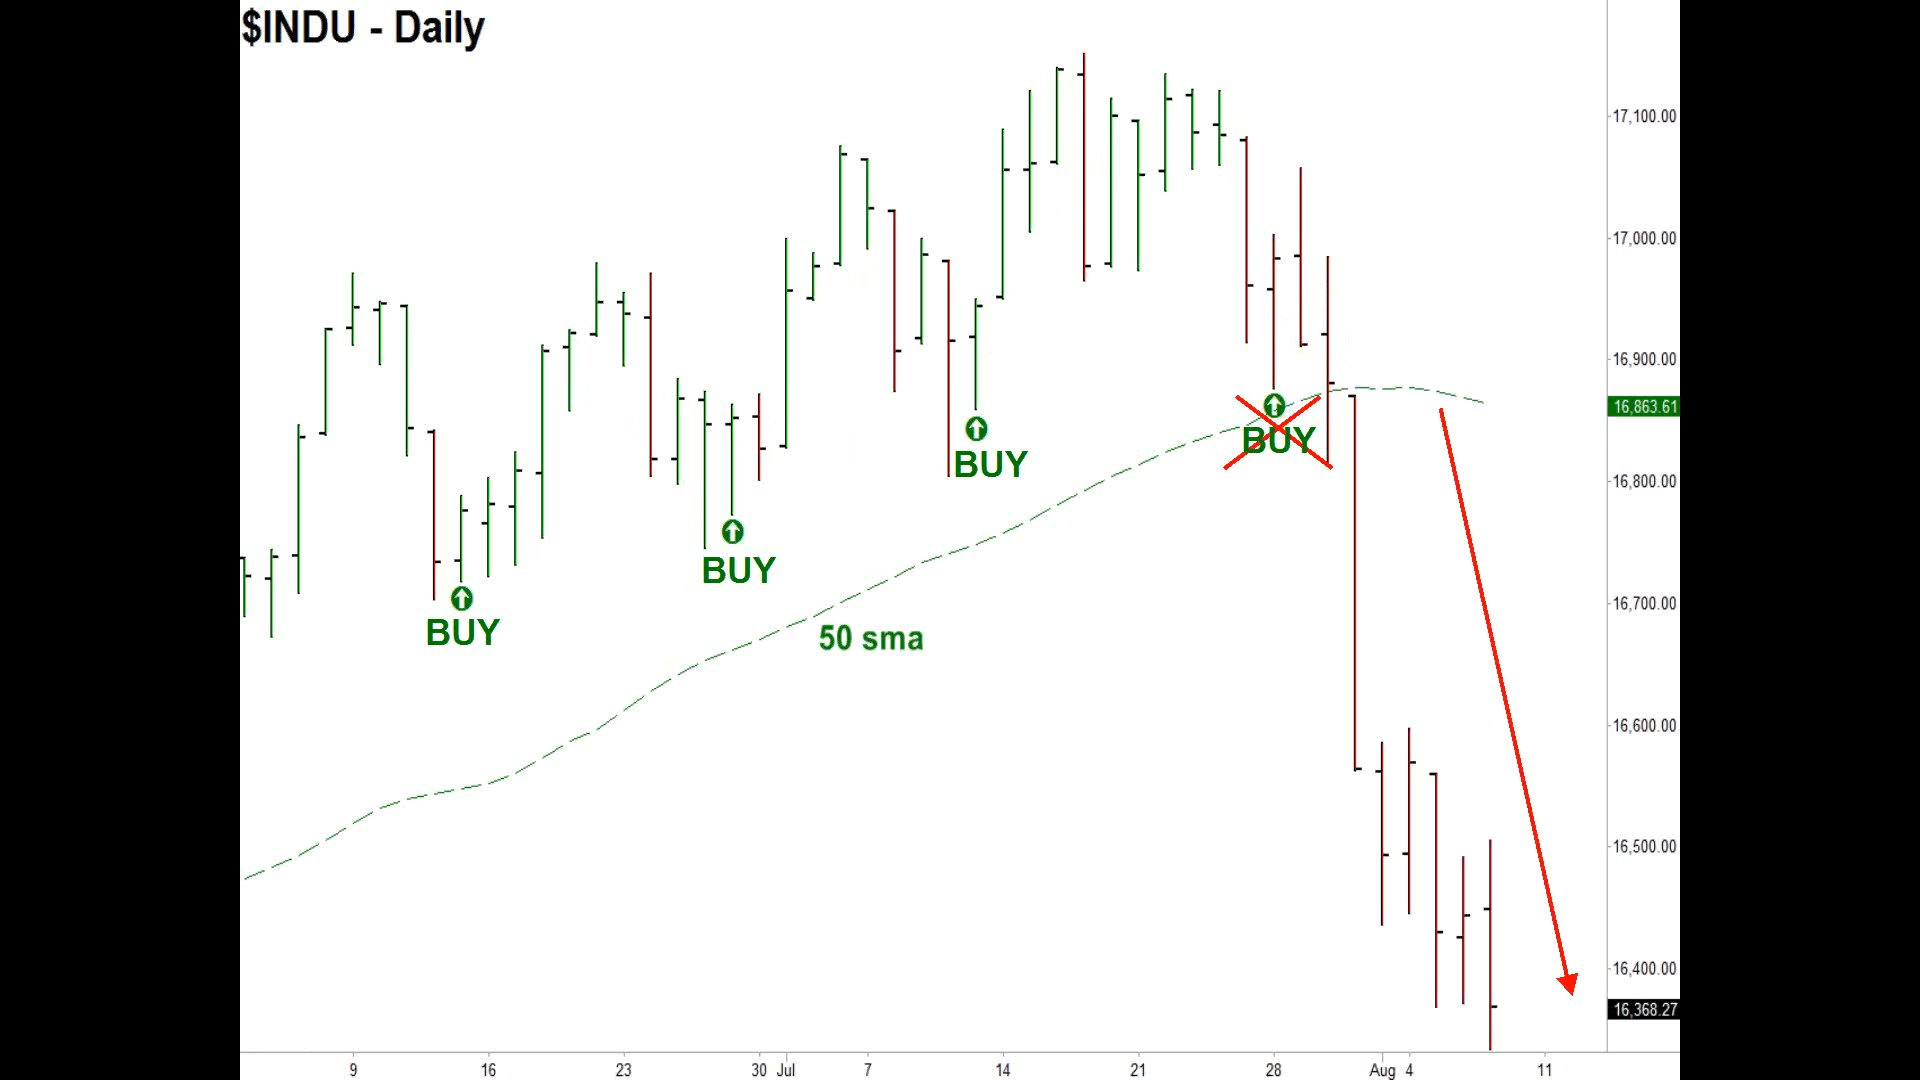 $INDU - Daily
17,100.00
17,000.00
16,900.00
16,863.61
16,800.00
16,700.00
16,600.00
16,500.00
16,400.00
16,368.27
BUY
BUY
BUY
BUY
50 sma
9 16 23 30 Jul 7 14 21 28 Aug 4 11